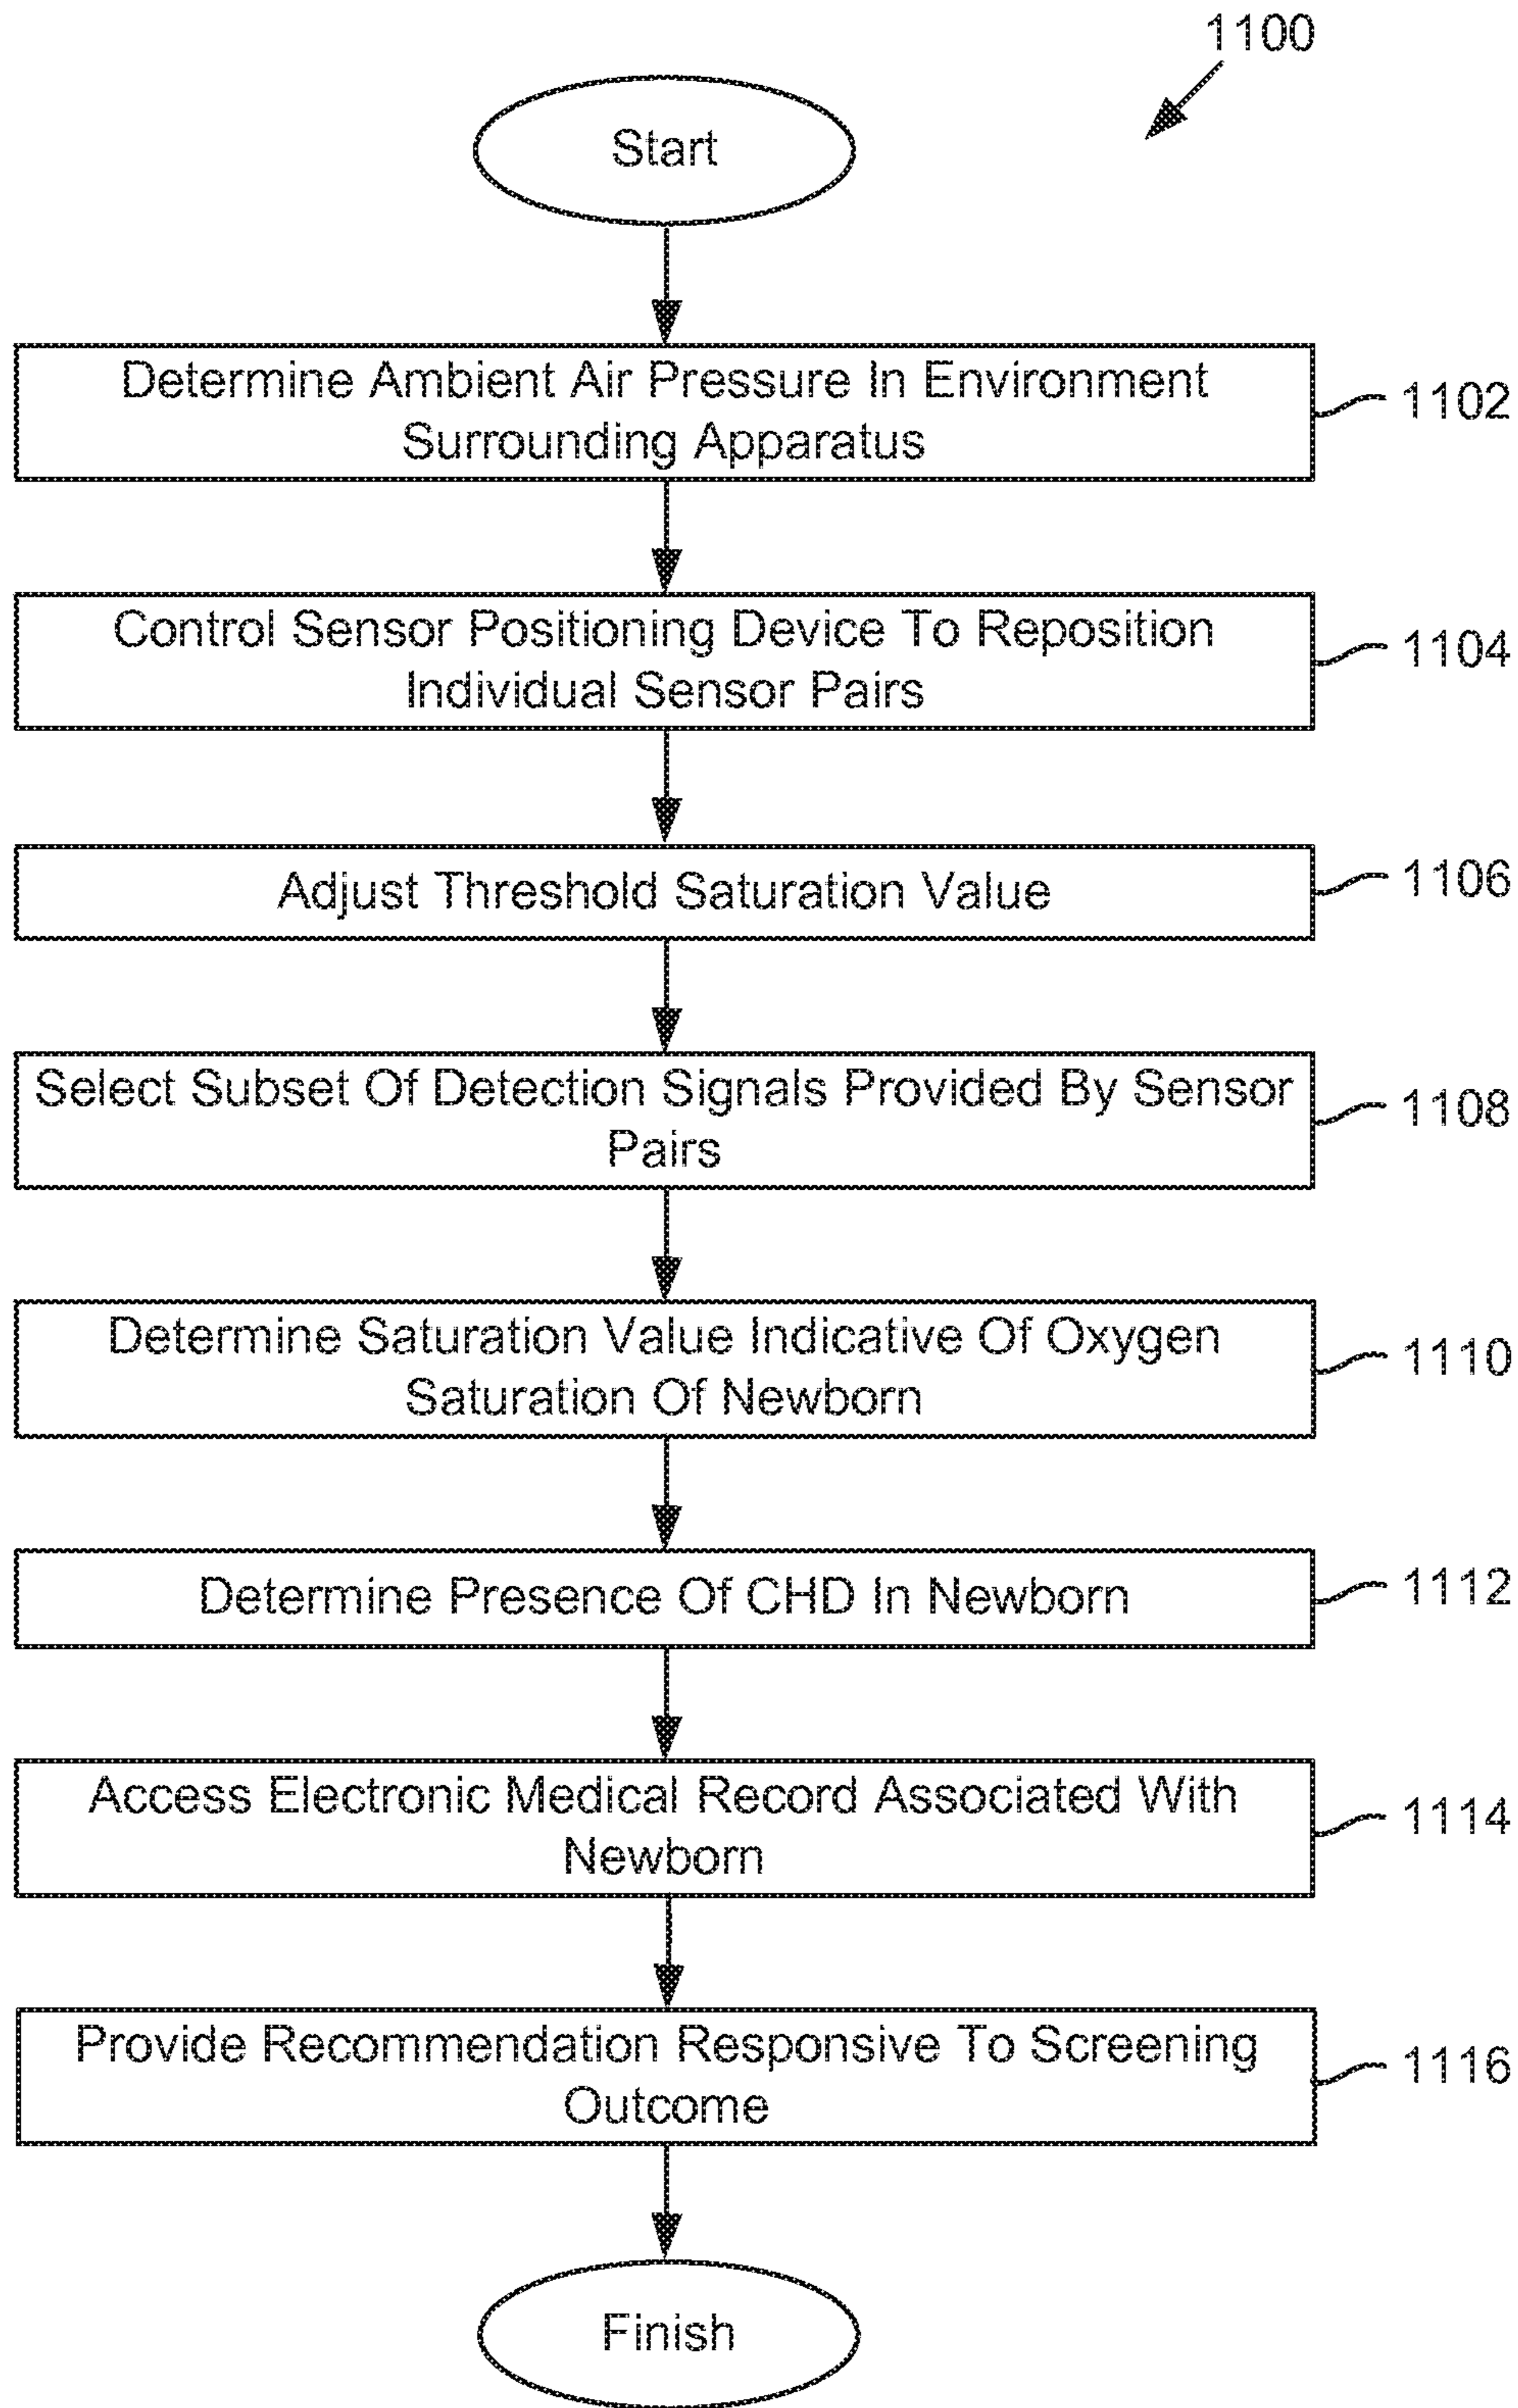 1100
Start
Determine Ambient Air Pressure In Environment
Surrounding Apparatus
1102
Control Sensor Positioning Device To Reposition
Individual Sensor Pairs
1104
Adjust Threshold Saturation Value
1106
Select Subset Of Detection Signals Provided By Sensor
Pairs
1108
Determine Saturation Value Indicative Of Oxygen
Saturation Of Newborn
1110
Determine Presence Of CHD In Newborn
1112
Access Electronic Medical Record Associated With
Newborn
1114
Provide Recommendation Responsive To Screening
Outcome
1116
Finish